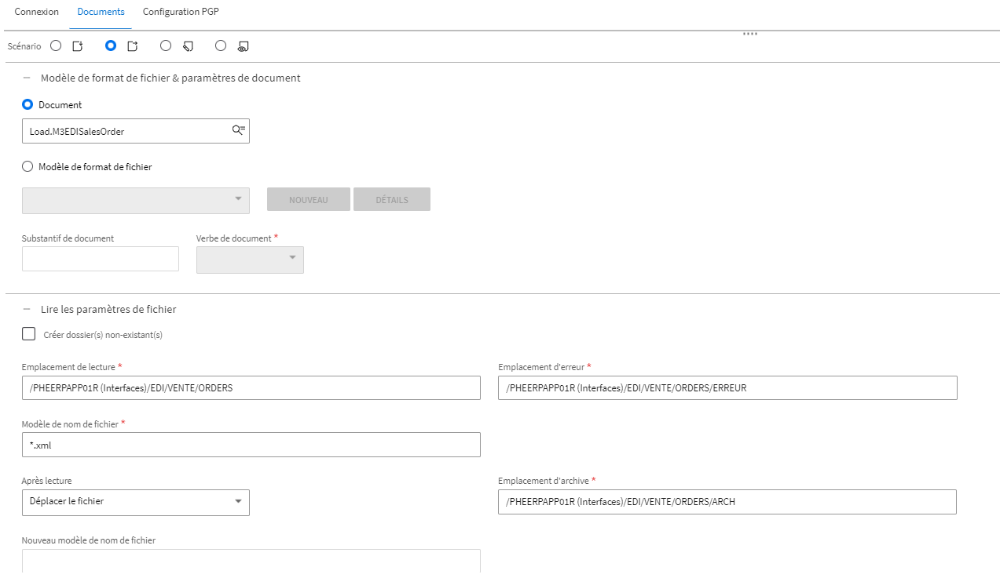 Connexion Documents Configuration PGP
Scénario
Modèle de format de fichier & paramètres de document
Document
Load.M3EDISalesOrder
Modèle de format de fichier
NOUVEAU DÉTAILS
Substantif de document Verbe de document *
Lire les paramètres de fichier
Créer dossier(s) non-existant(s)
Emplacement de lecture * Emplacement d'erreur *
/PHEERPAPP01R (Interfaces)/EDI/VENTE/ORDERS /PHEERPAPP01R (Interfaces)/EDI/VENTE/ORDERS/ERREUR
Modèle de nom de fichier *
*.xml
Après lecture Emplacement d'archive *
Déplacer le fichier /PHEERPAPP01R (Interfaces)/EDI/VENTE/ORDERS/ARCH
Nouveau modèle de nom de fichier